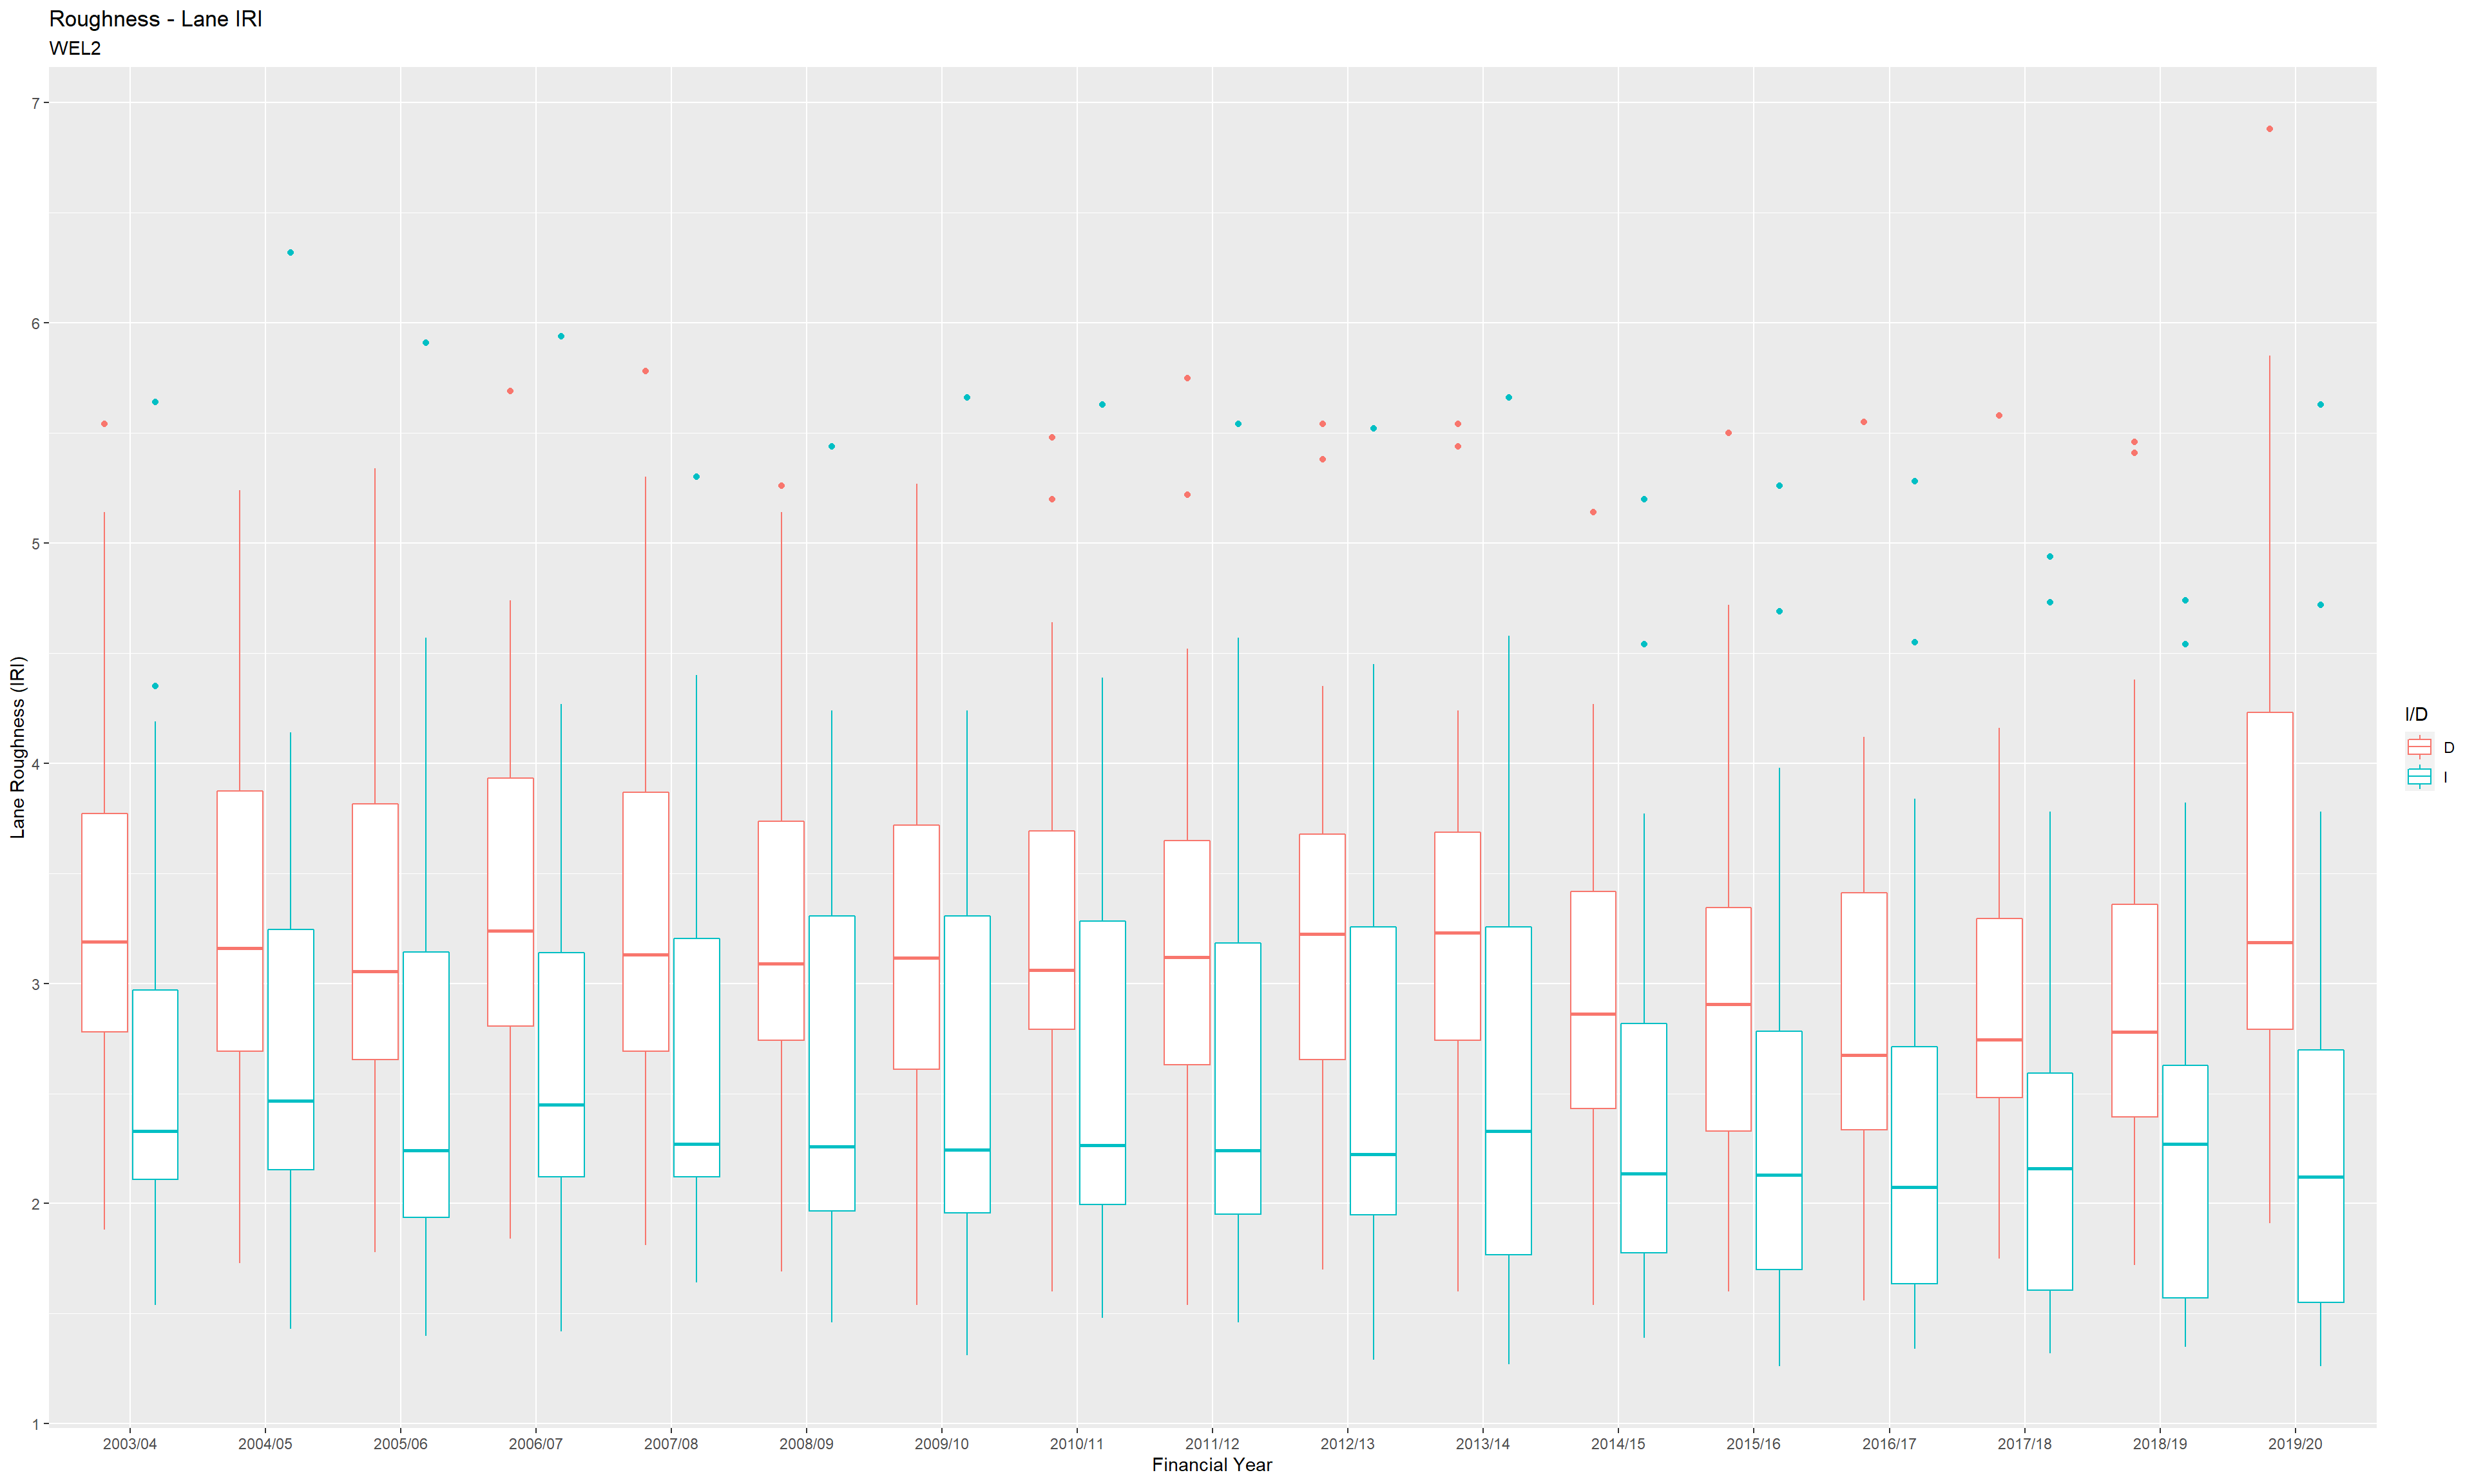 Roughness - Lane IRI
WEL2
Lane Roughness (IRI)
7
6
5
4
3
2
1
2003/04 2004/05 2005/06 2006/07 2007/08 2008/09 2009/10 2010/11 2011/12 2012/13 2013/14 2014/15 2015/16 2016/17 2017/18 2018/19 2019/20
Financial Year
I/D
D
I